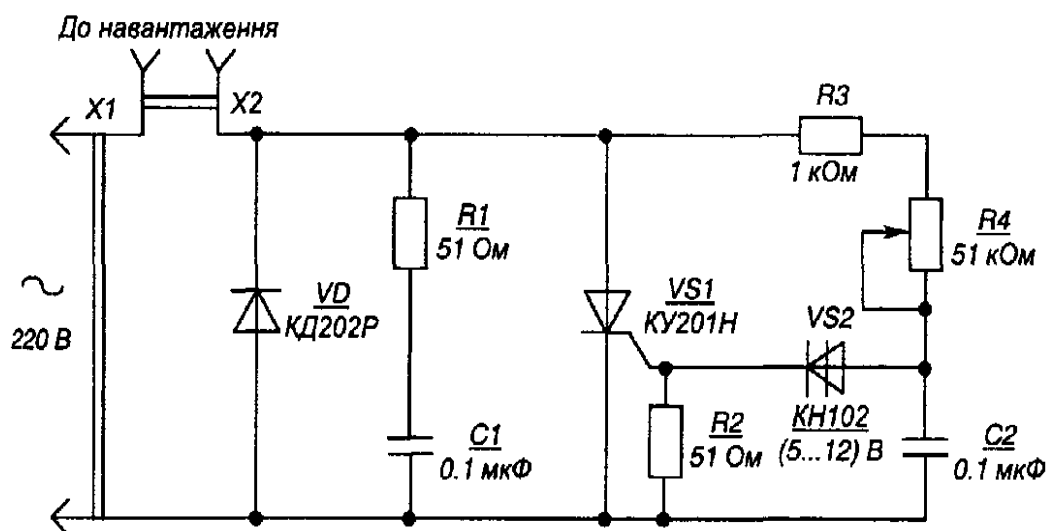 До навантаження
X1
X2
R3
1 кОм
R1
51 Ом
R4
51 кОм
~
220 В
VD
КД202Р
VS1
КУ201Н
VS2
КН102
(5...12) В
C1
0.1 мкФ
R2
51 Ом
C2
0.1 мкФ